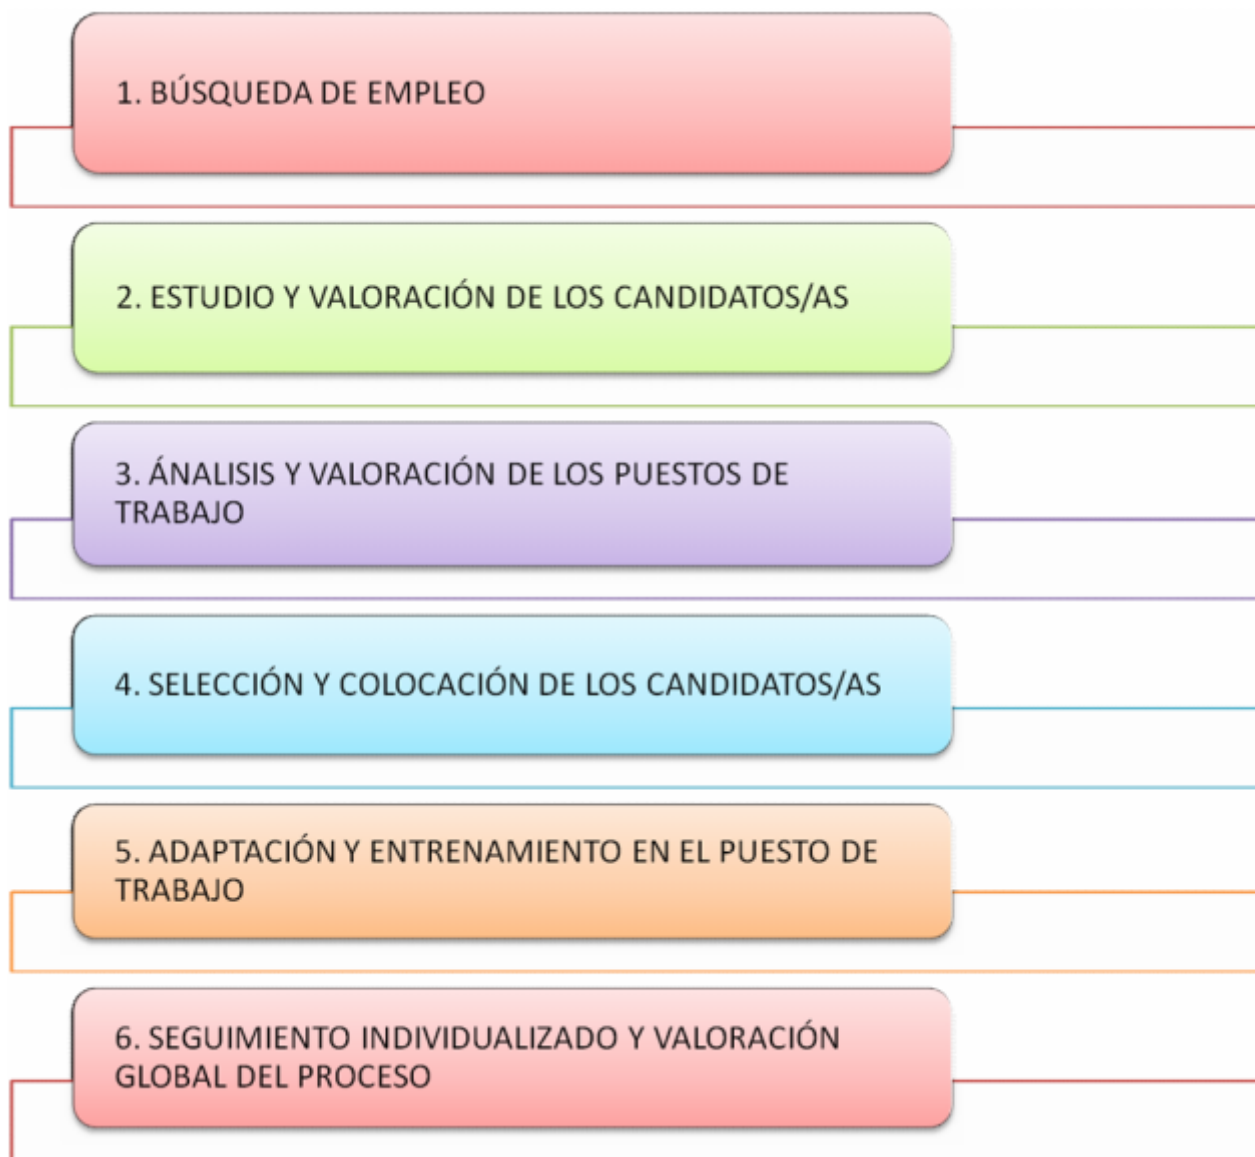 1. BÚSQUEDA DE EMPLEO
2. ESTUDIO Y VALORACIÓN DE LOS CANDIDATOS/AS
3. ÁNALISIS Y VALORACIÓN DE LOS PUESTOS DE
TRABAJO
4. SELECCIÓN Y COLOCACIÓN DE LOS CANDIDATOS/AS
5. ADAPTACIÓN Y ENTRENAMIENTO EN EL PUESTO DE
TRABAJO
6. SEGUIMIENTO INDIVIDUALIZADO Y VALORACIÓN
GLOBAL DEL PROCESO